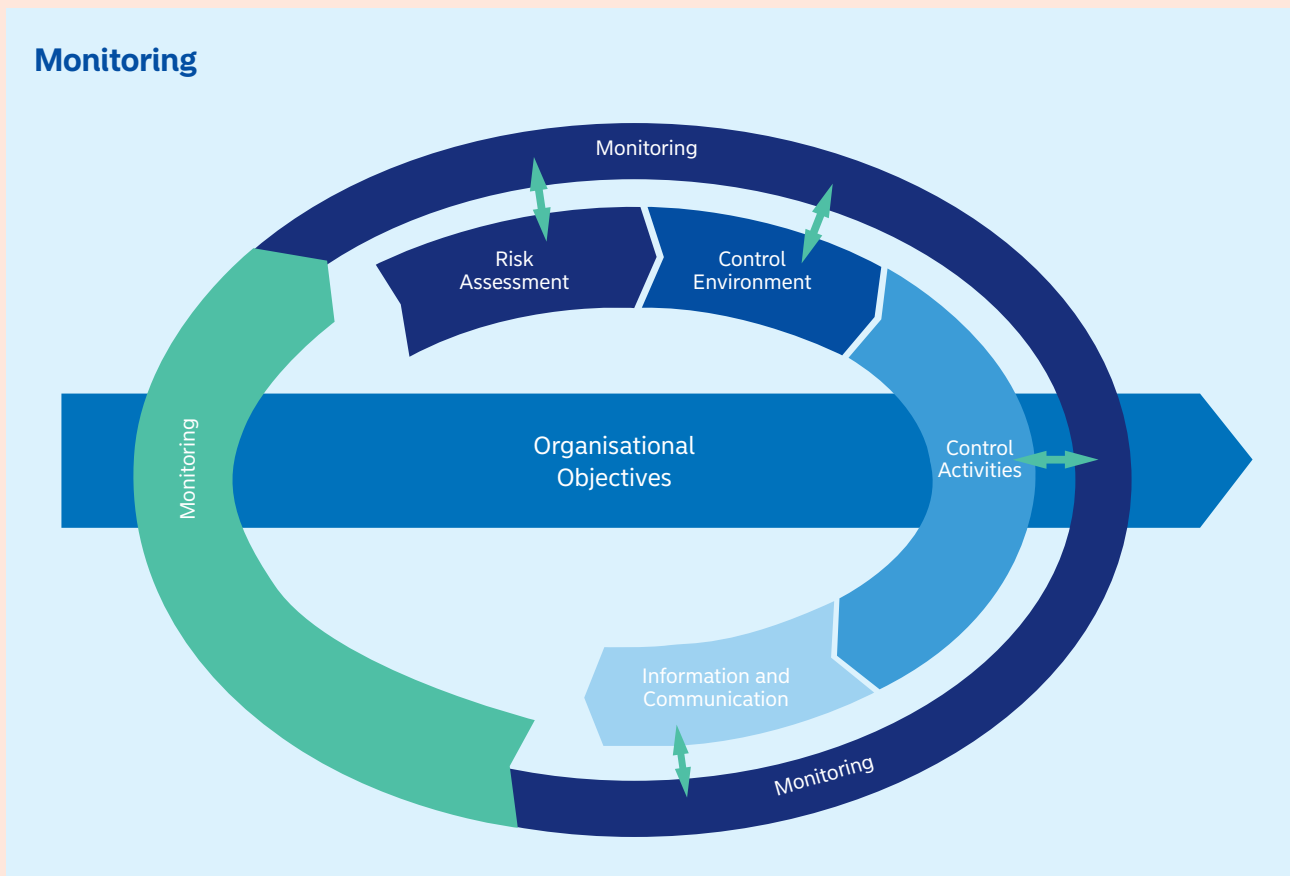 Monitoring
Monitoring
Risk
Assessment
Control
Environment
Monitoring
Organisational
Objectives
Control
Activities
Information and
Communication
Monitoring